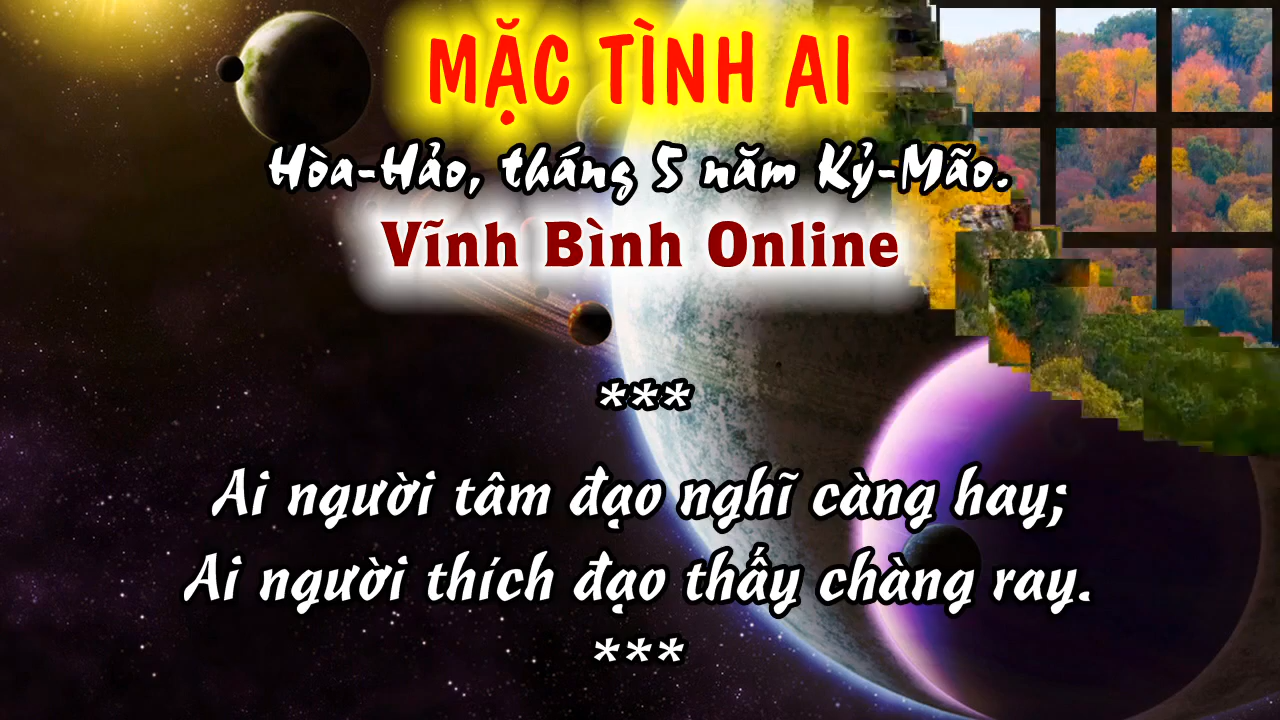 MẶC TÌNH AI
Hòa-Hảo, tháng 5 năm Kỷ-Mão.
Vĩnh Bình Online
***
Ai người tâm đạo nghĩ càng hay;
Ai người thích đạo thấy chàng ray.
***